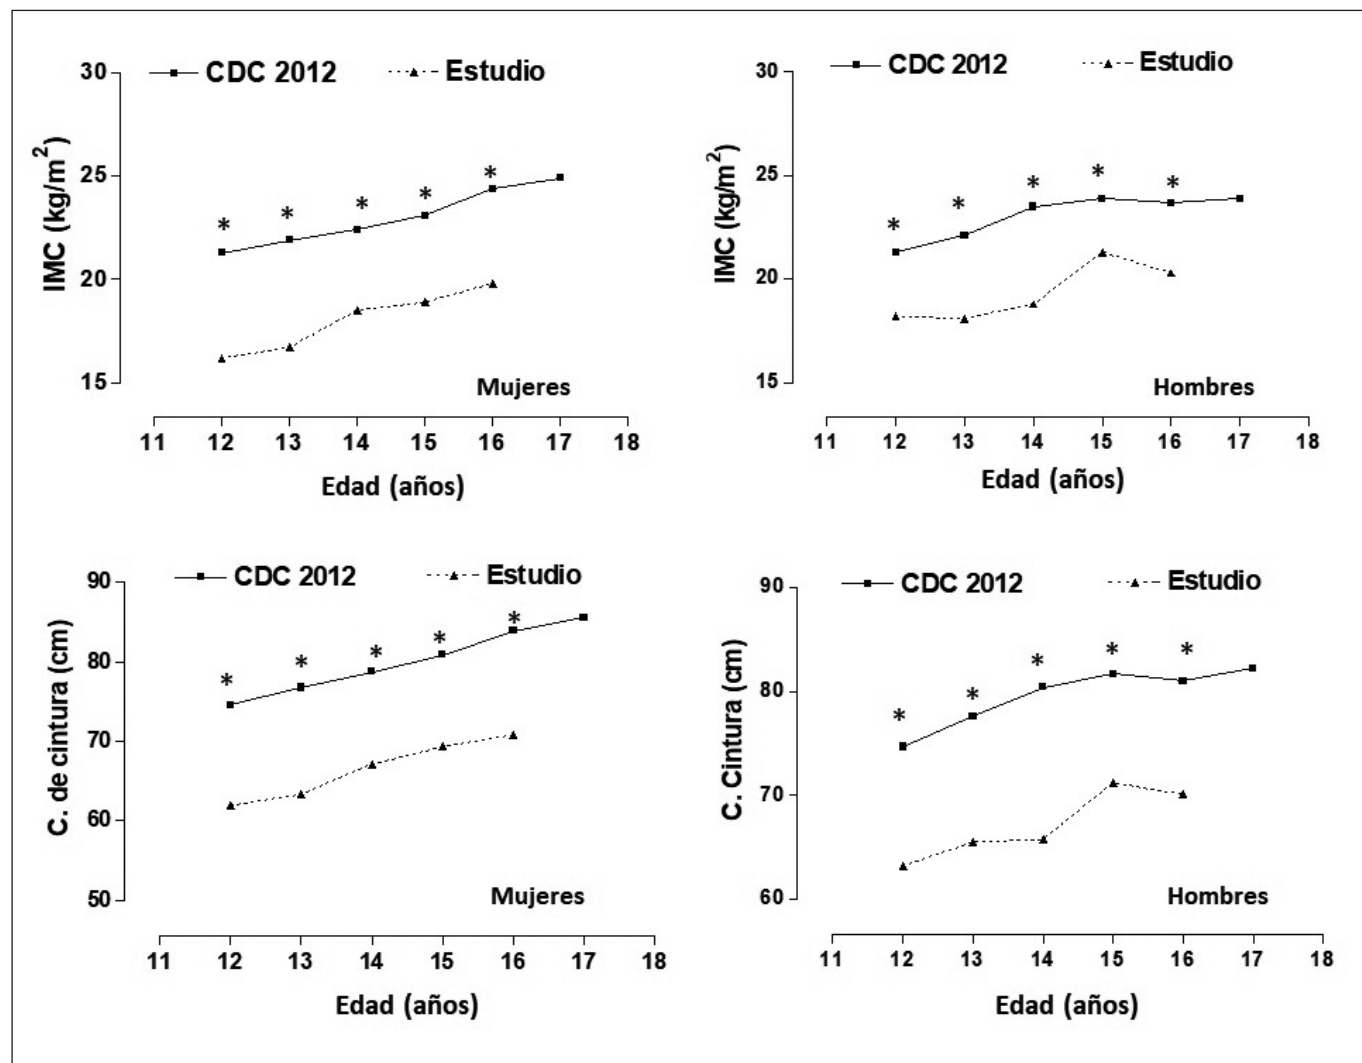 CDC 2012 Estudio
IMC (kg/m²)
30
25
20
15
* * * * *
Mujeres
11 12 13 14 15 16 17 18
Edad (años)
CDC 2012 Estudio
IMC (kg/m²)
30
25
20
15
* * * * *
Hombres
11 12 13 14 15 16 17 18
Edad (años)
CDC 2012 Estudio
C. de cintura (cm)
90
80
70
60
50
* * * * *
Mujeres
11 12 13 14 15 16 17 18
Edad (años)
CDC 2012 Estudio
C. Cintura (cm)
90
80
70
60
* * * * *
Hombres
11 12 13 14 15 16 17 18
Edad (años)